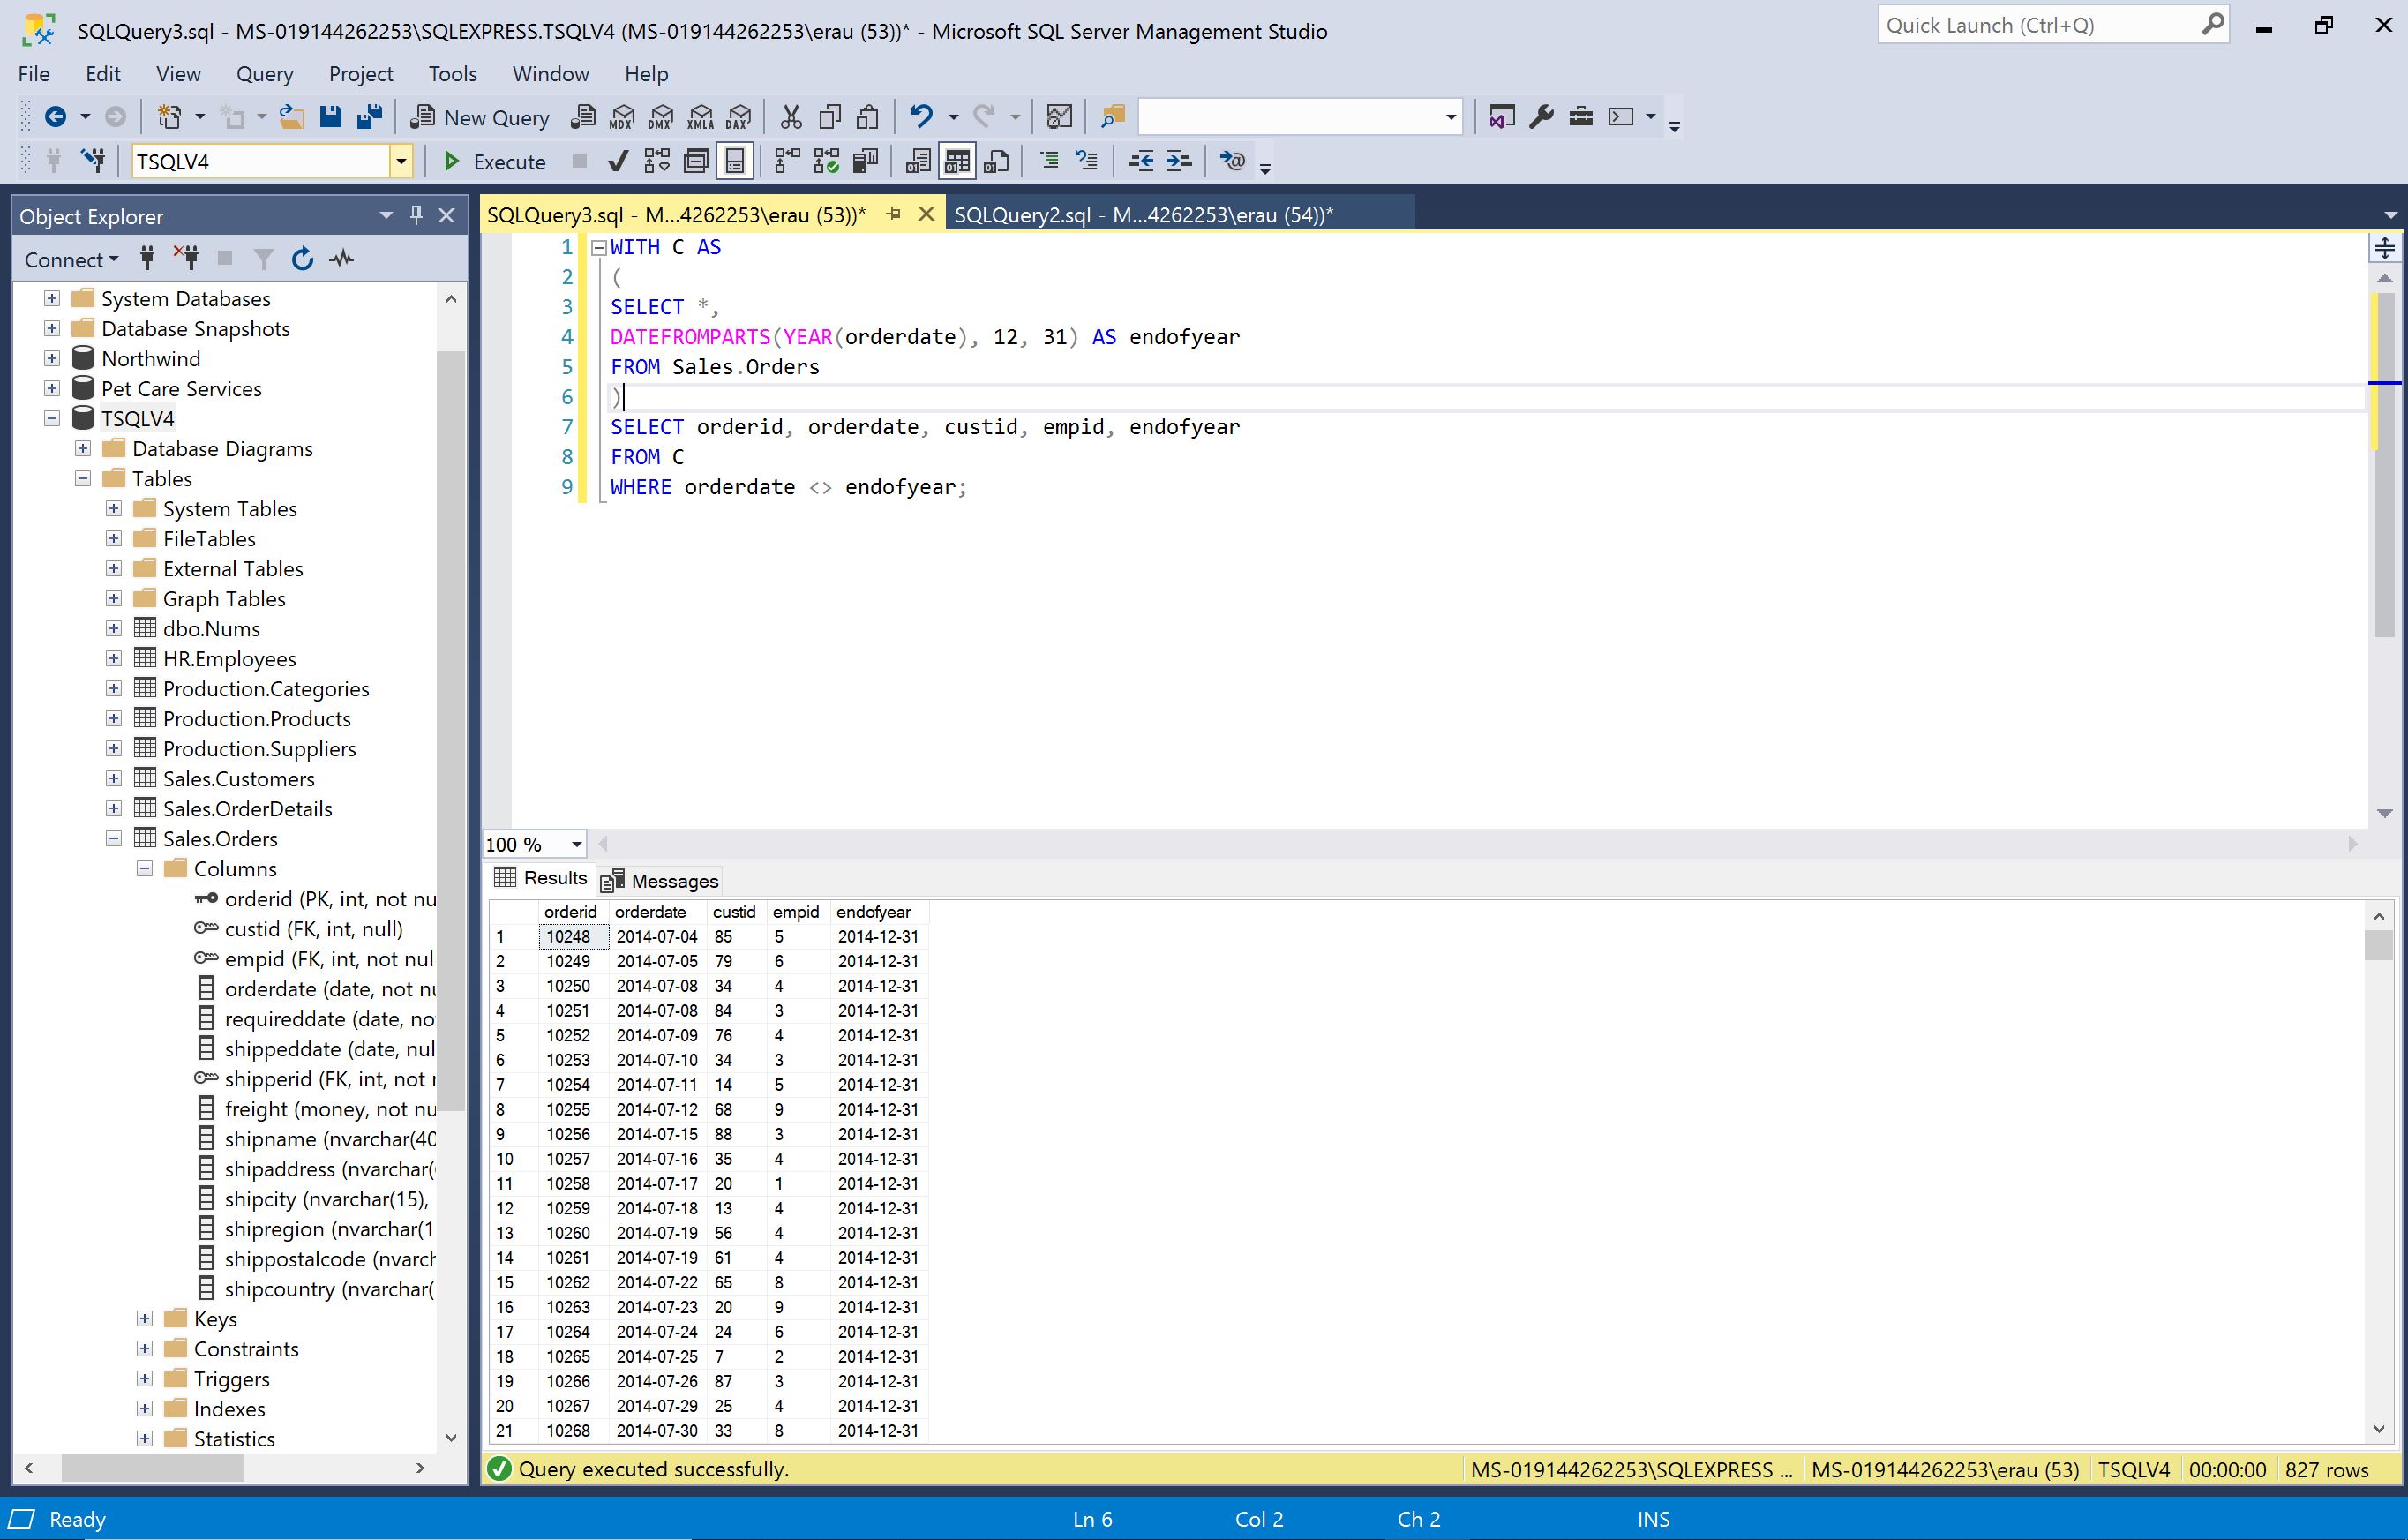 SQLQuery3.sql - MS-019144262253\SQLEXPRESS.TSQLV4 (MS-019144262253\erau (53))* - Microsoft SQL Server Management Studio
Quick Launch (Ctrl+Q)
File Edit View Query Project Tools Window Help
New Query MDX DMX XMLA DAX
TSQLV4 Execute
Object Explorer
Connect
System Databases
Database Snapshots
Northwind
Pet Care Services
TSQLV4
Database Diagrams
Tables
System Tables
FileTables
External Tables
Graph Tables
dbo.Nums
HR.Employees
Production.Categories
Production.Products
Production.Suppliers
Sales.Customers
Sales.OrderDetails
Sales.Orders
Columns
orderid (PK, int, not nu
custid (FK, int, null)
empid (FK, int, not nul
orderdate (date, not nu
requireddate (date, no
shippeddate (date, nul
shipperid (FK, int, not r
freight (money, not nu
shipname (nvarchar(40
shipaddress (nvarchar(
shipcity (nvarchar(15),
shipregion (nvarchar(1
shippostalcode (nvarch
shipcountry (nvarchar(
Keys
Constraints
Triggers
Indexes
Statistics
SQLQuery3.sql - M...4262253\erau (53))* SQLQuery2.sql - M...4262253\erau (54))*
1 WITH C AS
2 (
3 SELECT *,
4 DATEFROMPARTS(YEAR(orderdate), 12, 31) AS endofyear
5 FROM Sales.Orders
6 )
7 SELECT orderid, orderdate, custid, empid, endofyear
8 FROM C
9 WHERE orderdate <> endofyear;
100 %
Results Messages
orderid orderdate custid empid endofyear
1 10248 2014-07-04 85 5 2014-12-31
2 10249 2014-07-05 79 6 2014-12-31
3 10250 2014-07-08 34 4 2014-12-31
4 10251 2014-07-08 84 3 2014-12-31
5 10252 2014-07-09 76 4 2014-12-31
6 10253 2014-07-10 34 3 2014-12-31
7 10254 2014-07-11 14 5 2014-12-31
8 10255 2014-07-12 68 9 2014-12-31
9 10256 2014-07-15 88 3 2014-12-31
10 10257 2014-07-16 35 4 2014-12-31
11 10258 2014-07-17 20 1 2014-12-31
12 10259 2014-07-18 13 4 2014-12-31
13 10260 2014-07-19 56 4 2014-12-31
14 10261 2014-07-19 61 4 2014-12-31
15 10262 2014-07-22 65 8 2014-12-31
16 10263 2014-07-23 20 9 2014-12-31
17 10264 2014-07-24 24 6 2014-12-31
18 10265 2014-07-25 7 2 2014-12-31
19 10266 2014-07-26 87 3 2014-12-31
20 10267 2014-07-29 25 4 2014-12-31
21 10268 2014-07-30 33 8 2014-12-31
Query executed successfully. MS-019144262253\SQLEXPRESS ... MS-019144262253\erau (53) TSQLV4 00:00:00 827 rows
Ready Ln 6 Col 2 Ch 2 INS